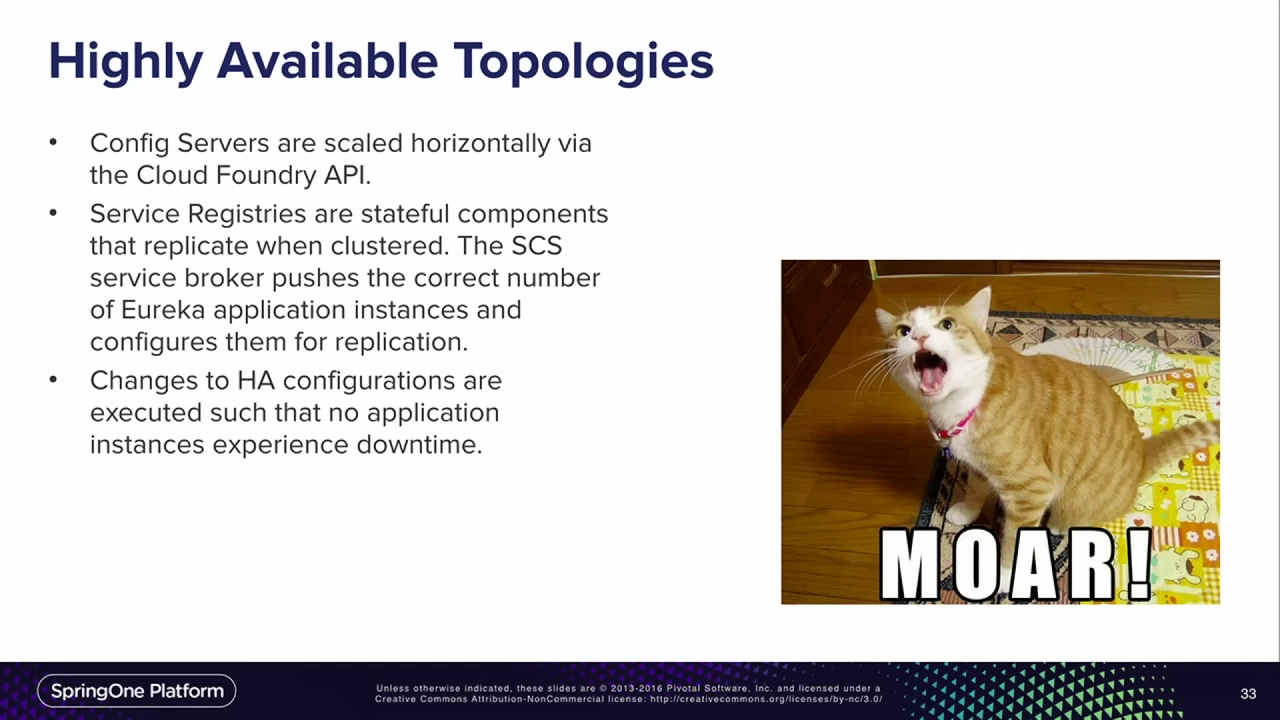 Highly Available Topologies
• Config Servers are scaled horizontally via
the Cloud Foundry API.
• Service Registries are stateful components
that replicate when clustered. The SCS
service broker pushes the correct number
of Eureka application instances and
configures them for replication.
• Changes to HA configurations are
executed such that no application
instances experience downtime.
MOAR!
SpringOne Platform
Unless otherwise indicated, these slides are © 2013-2016 Pivotal Software, Inc. and licensed under a
Creative Commons Attribution-NonCommercial license: http://creativecommons.org/licenses/by-nc/3.0/
33